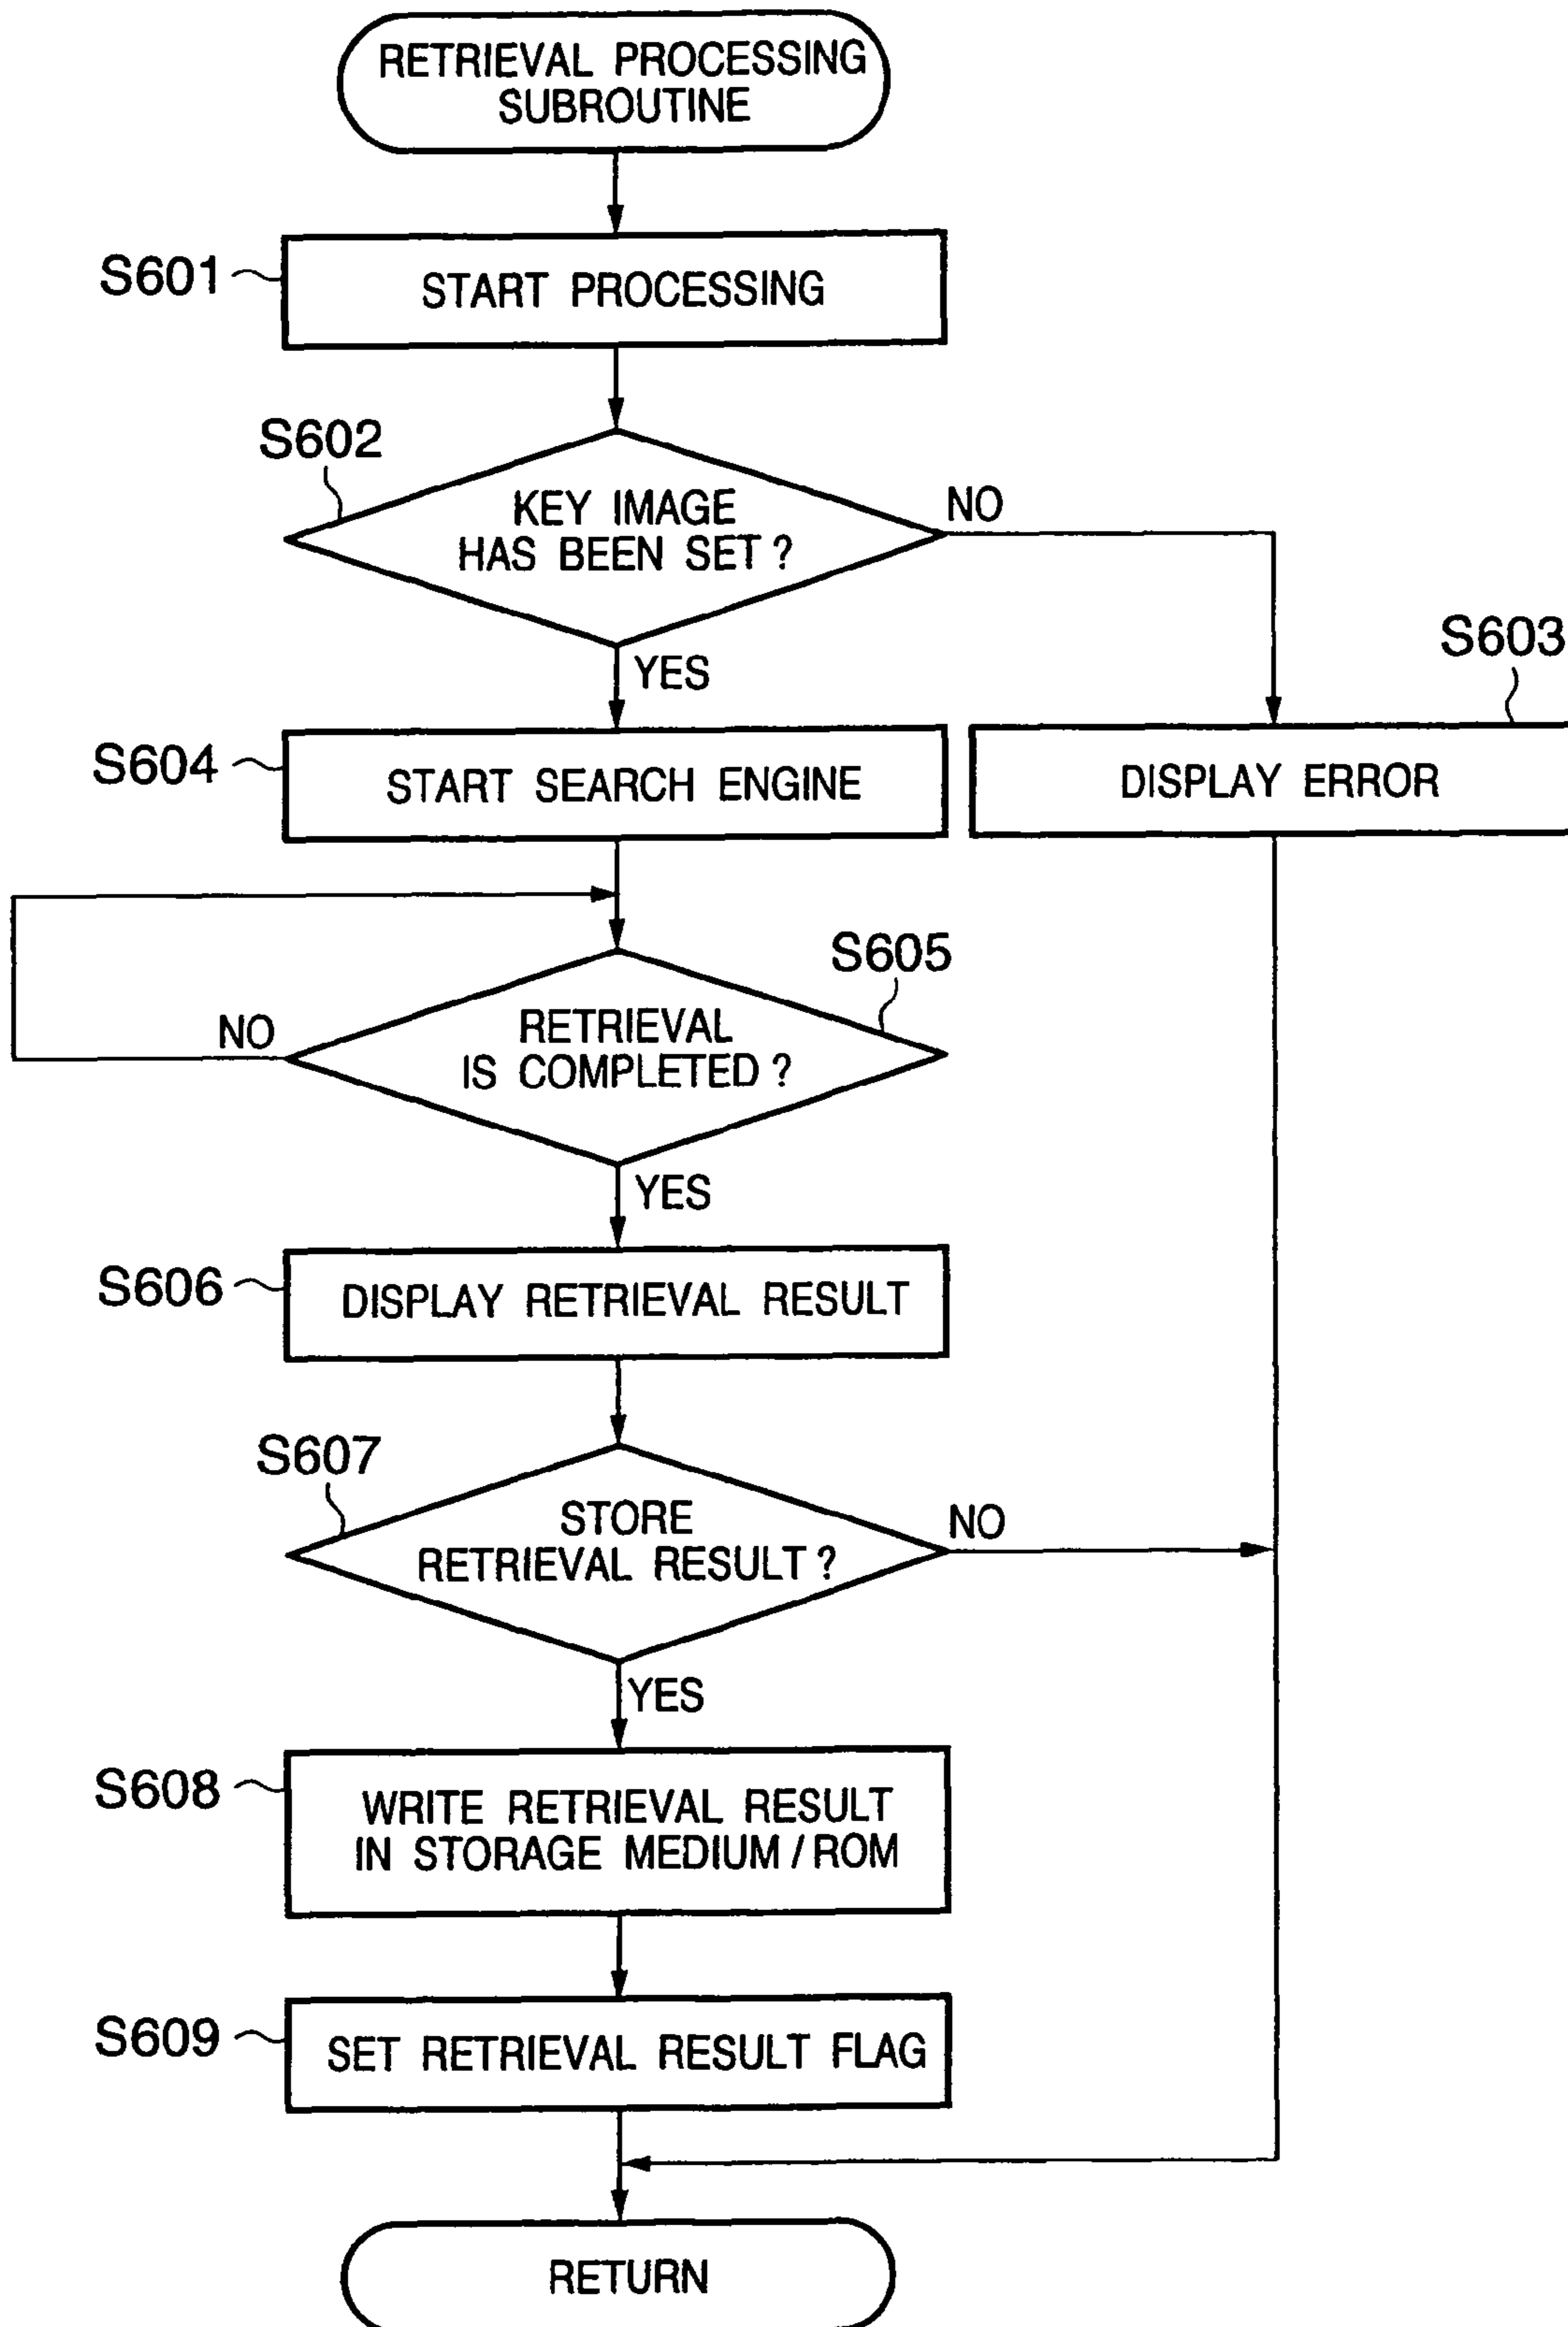 RETRIEVAL PROCESSING
SUBROUTINE
S601
START PROCESSING
S602
KEY IMAGE
HAS BEEN SET ?
NO
S603
YES
S604
START SEARCH ENGINE
DISPLAY ERROR
S605
NO
RETRIEVAL
IS COMPLETED ?
YES
S606
DISPLAY RETRIEVAL RESULT
S607
STORE
RETRIEVAL RESULT ?
NO
YES
S608
WRITE RETRIEVAL RESULT
IN STORAGE MEDIUM / ROM
S609
SET RETRIEVAL RESULT FLAG
RETURN